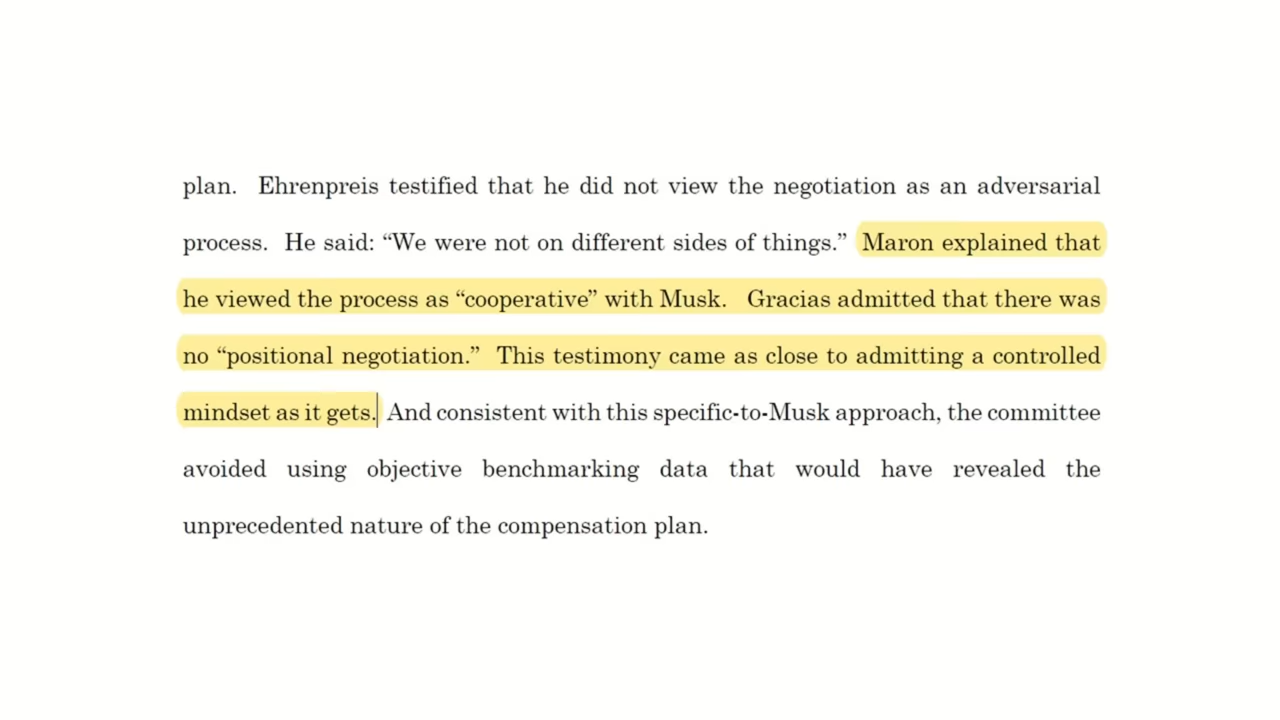 plan. Ehrenpreis testified that he did not view the negotiation as an adversarial
process. He said: “We were not on different sides of things.” Maron explained that
he viewed the process as “cooperative” with Musk. Gracias admitted that there was
no “positional negotiation.” This testimony came as close to admitting a controlled
mindset as it gets. And consistent with this specific-to-Musk approach, the committee
avoided using objective benchmarking data that would have revealed the
unprecedented nature of the compensation plan.